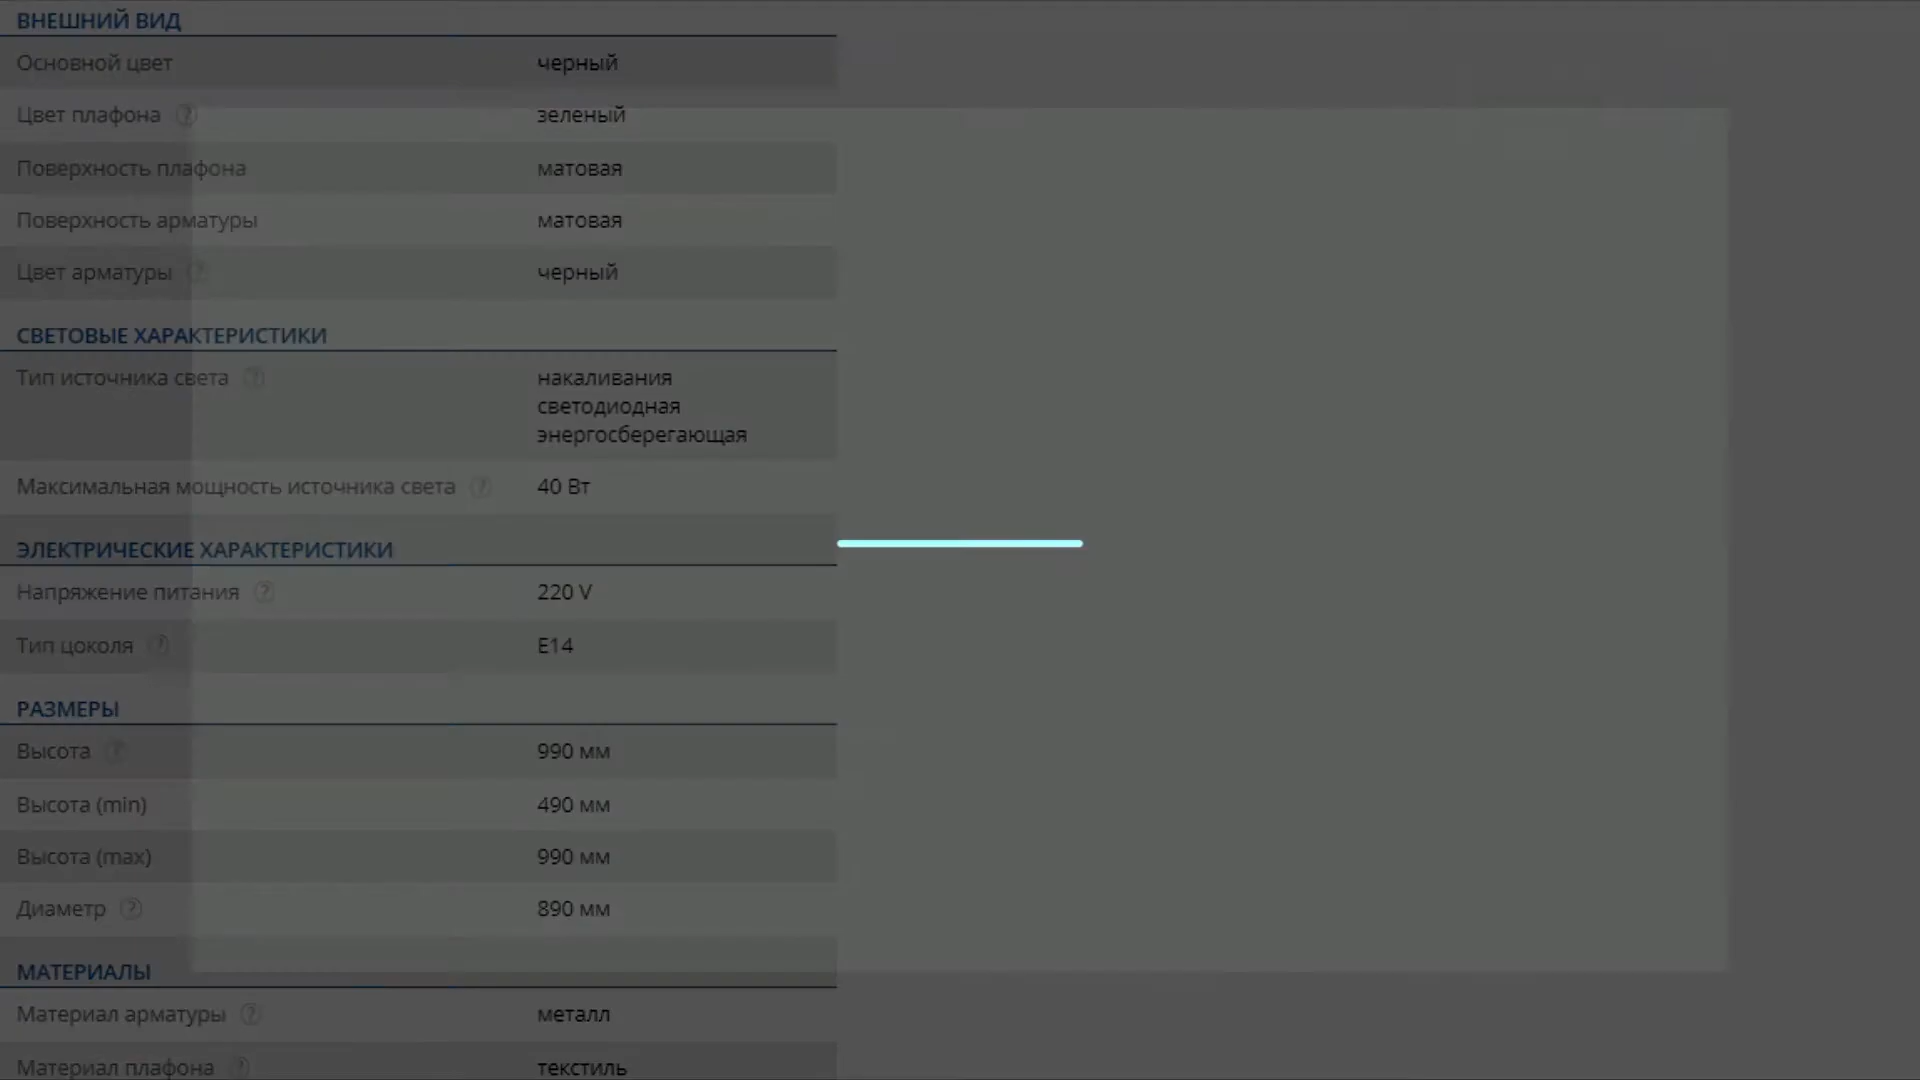 ВНЕШНИЙ ВИД
Основной цвет черный
Цвет плафона ? зеленый
Поверхность плафона матовая
Поверхность арматуры матовая
Цвет арматуры ? черный
СВЕТОВЫЕ ХАРАКТЕРИСТИКИ
Тип источника света ? накаливания
светодиодная
энергосберегающая
Максимальная мощность источника света ? 40 Вт
ЭЛЕКТРИЧЕСКИЕ ХАРАКТЕРИСТИКИ
Напряжение питания ? 220 V
Тип цоколя ? E14
РАЗМЕРЫ
Высота ? 990 мм
Высота (min) 490 мм
Высота (max) 990 мм
Диаметр ? 890 мм
МАТЕРИАЛЫ
Материал арматуры ? металл
Материал плафона ? текстиль